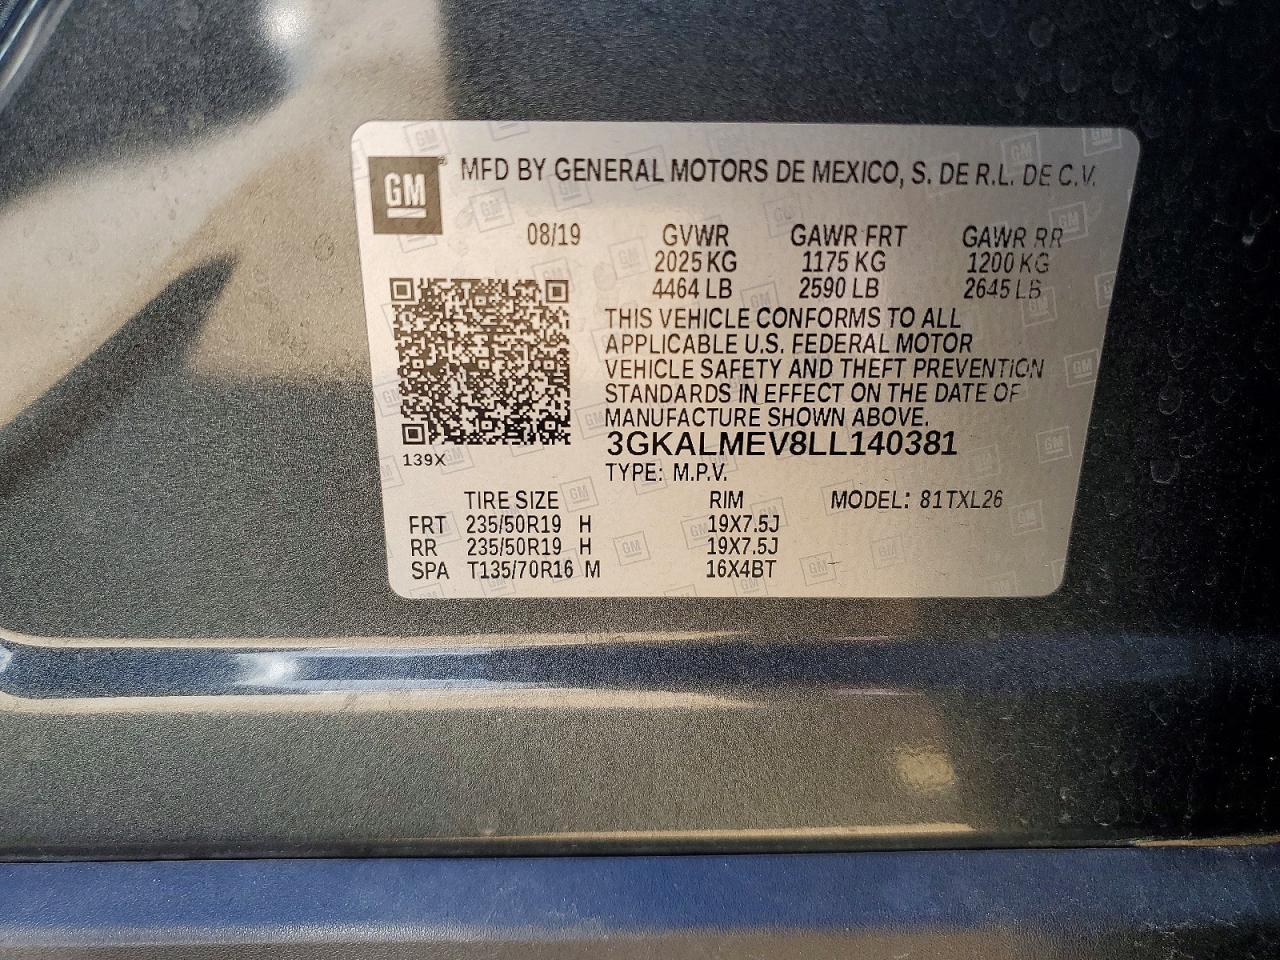 GM® MFD BY GENERAL MOTORS DE MEXICO, S. DE R.L. DE C.V.
08/19 GVWR GAWR FRT GAWR RR
2025 KG 1175 KG 1200 KG
4464 LB 2590 LB 2645 LB
THIS VEHICLE CONFORMS TO ALL
APPLICABLE U.S. FEDERAL MOTOR
VEHICLE SAFETY AND THEFT PREVENTION
STANDARDS IN EFFECT ON THE DATE OF
MANUFACTURE SHOWN ABOVE.
3GKALMEV8LL140381
139X
TYPE: M.P.V.
TIRE SIZE RIM MODEL: 81TXL26
FRT 235/50R19 H 19X7.5J
RR 235/50R19 H 19X7.5J
SPA T135/70R16 M 16X4BT